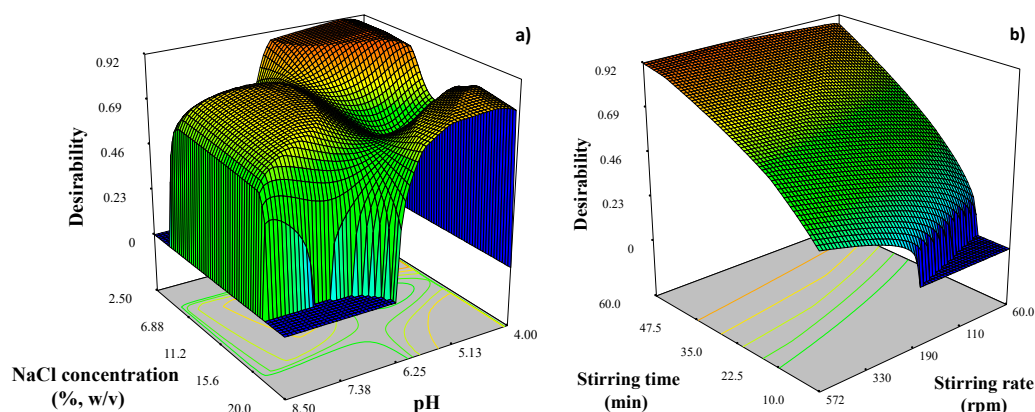 a)
0.92
0.69
0.46
0.23
0
Desirability
2.50
6.88
11.2
15.6
20.0
NaCl concentration
(%, w/v)
8.50
7.38
6.25
5.13
4.00
pH
b)
0.92
0.69
0.46
0.23
0
Desirability
60.0
47.5
35.0
22.5
10.0
Stirring time
(min)
572
330
190
110
60.0
Stirring rate
(rpm)